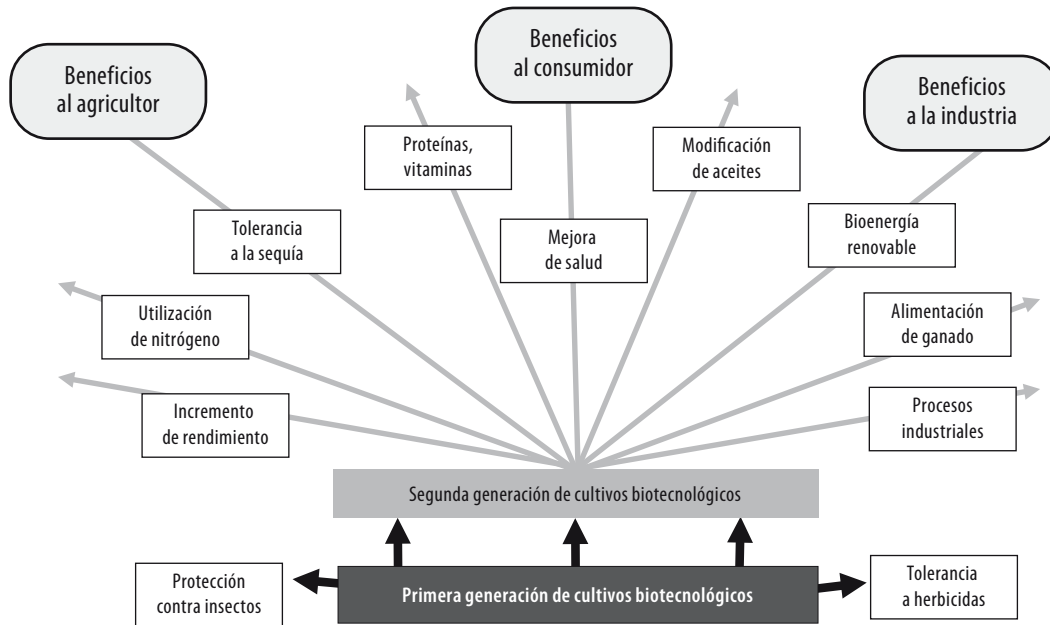 Beneficios
al agricultor
Beneficios
al consumidor
Beneficios
a la industria
Proteínas,
vitaminas
Modificación
de aceites
Tolerancia
a la sequía
Mejora
de salud
Bioenergía
renovable
Utilización
de nitrógeno
Alimentación
de ganado
Incremento
de rendimiento
Procesos
industriales
Segunda generación de cultivos biotecnológicos
Protección
contra insectos
Primera generación de cultivos biotecnológicos
Tolerancia
a herbicidas